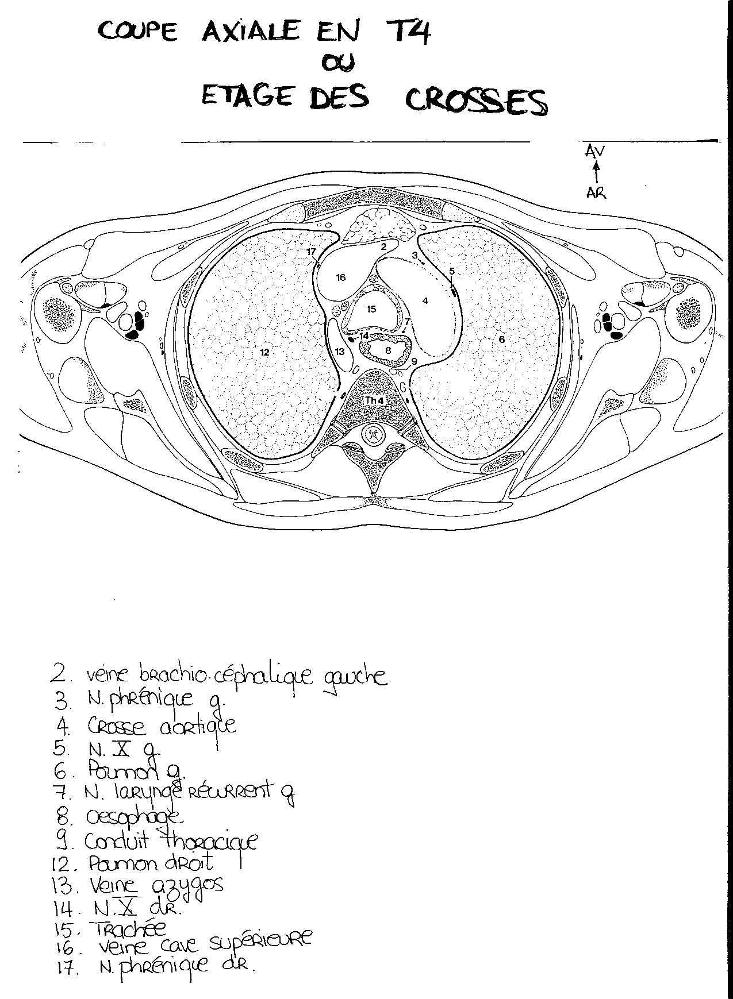 COUPE AXIALE EN T4
OU
ETAGE DES CROSSES
AV
AR
2
17
3
5
16
4
15
7
14
6
12
13
8
9
Th4
2. veine brachio.céphalique gauche
3. N. phrénique g.
4. Crosse aortique
5. N. X g.
6. Poumon g.
7. N. laryngé récurrent g
8. oesophage
9. Conduit thoracique
12. Poumon droit
13. Veine azygos
14. N. X dr.
15. Trachée
16. Veine cave supérieure
17. N. phrénique dr.